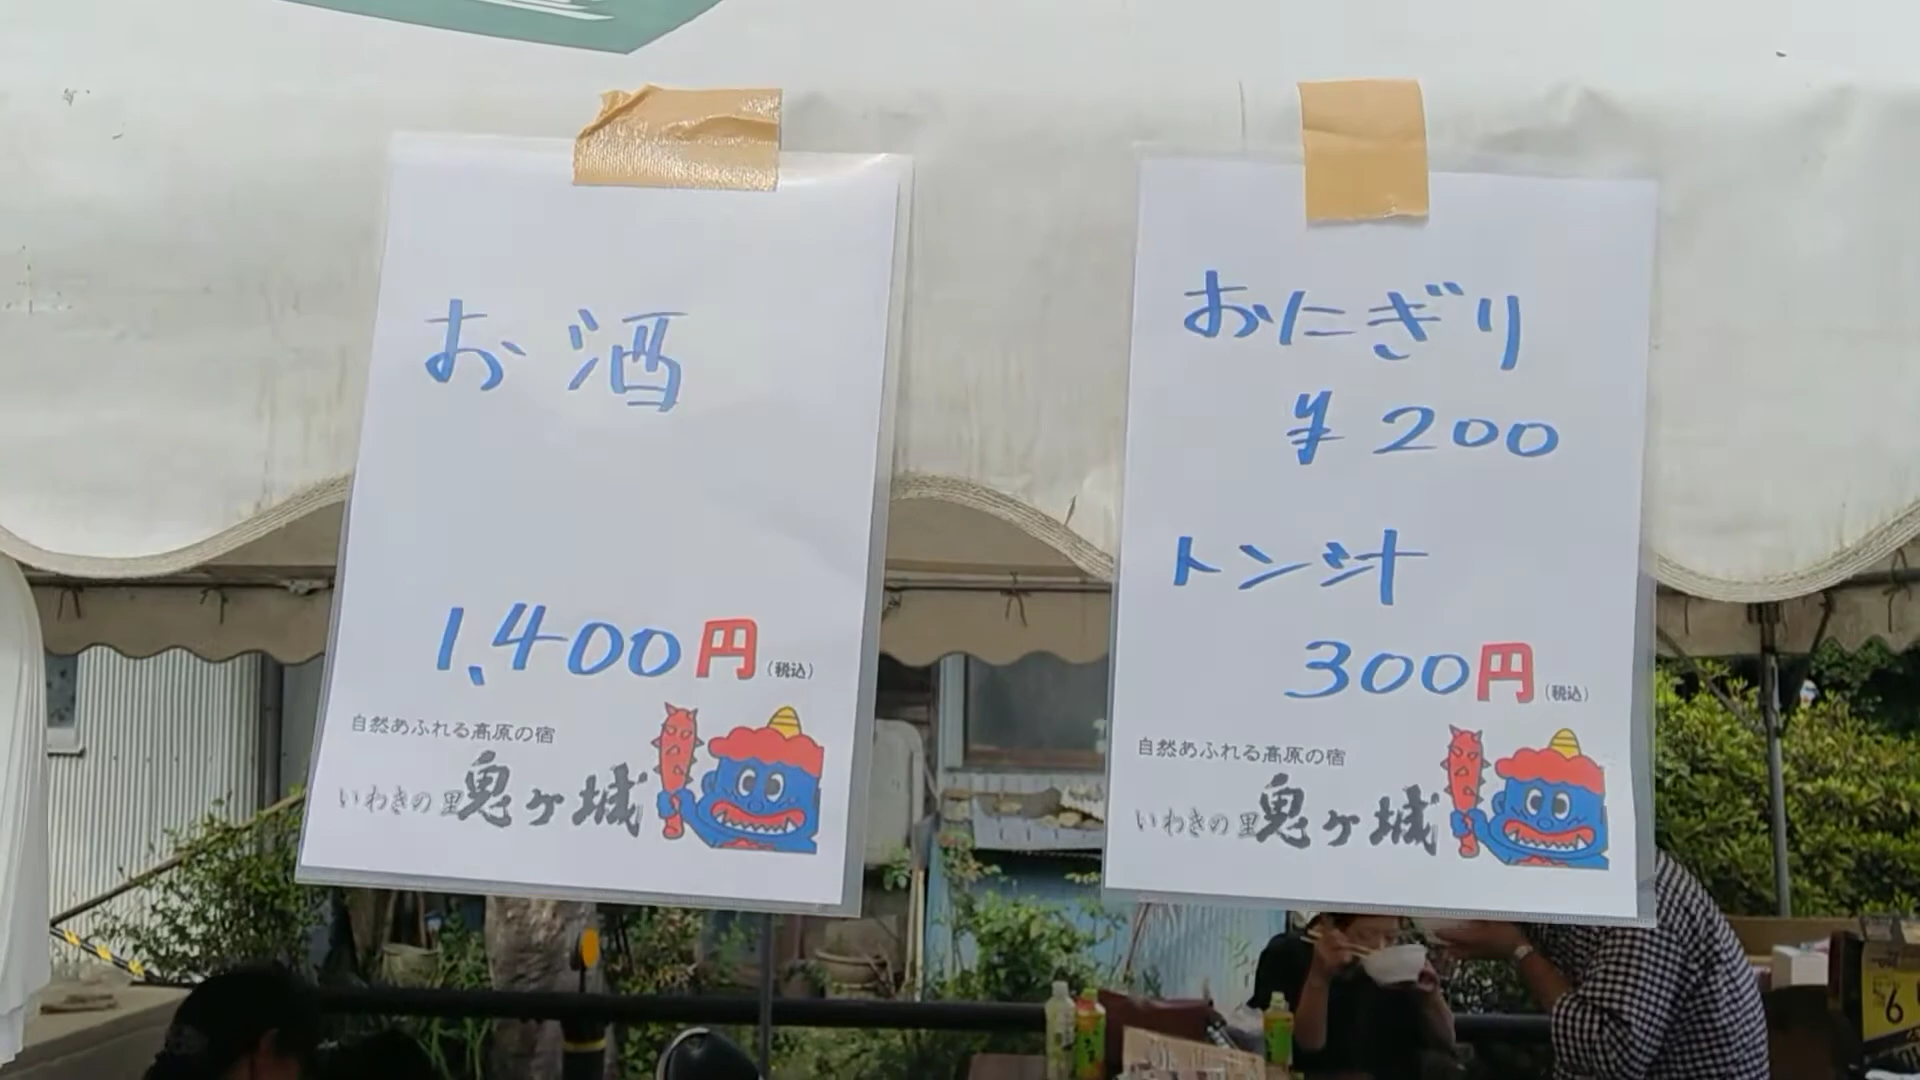 お酒
1,400円(税込)
自然あふれる高原の宿
いわきの里鬼ヶ城
おにぎり
¥200
トン汁
300円(税込)
自然あふれる高原の宿
いわきの里鬼ヶ城
6